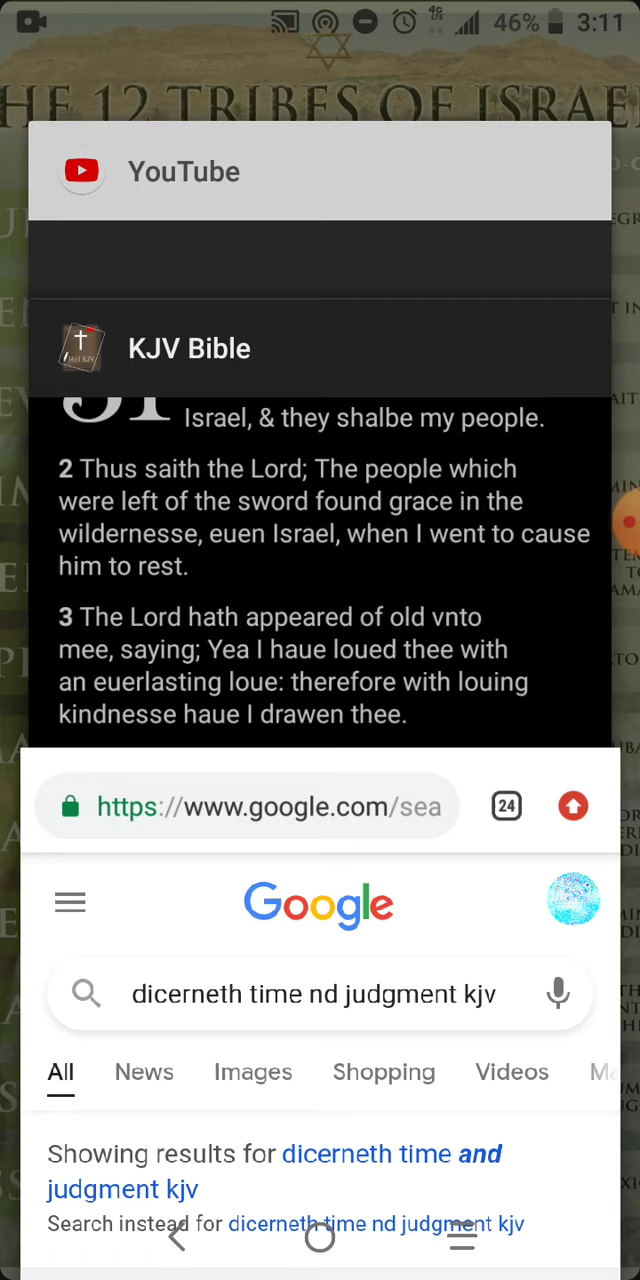 46% 3:11
4G
LTE
HE 12 TRIBES OF ISRAE
YouTube
KJV Bible
31 Israel, & they shalbe my people.
2 Thus saith the Lord; The people which
were left of the sword found grace in the
wildernesse, euen Israel, when I went to cause
him to rest.
3 The Lord hath appeared of old vnto
mee, saying; Yea I haue loued thee with
an euerlasting loue: therefore with louing
kindnesse haue I drawen thee.
https://www.google.com/sea
24
Google
dicerneth time nd judgment kjv
All News Images Shopping Videos Ma
Showing results for dicerneth time and
judgment kjv
Search instead for dicerneth time nd judgment kjv